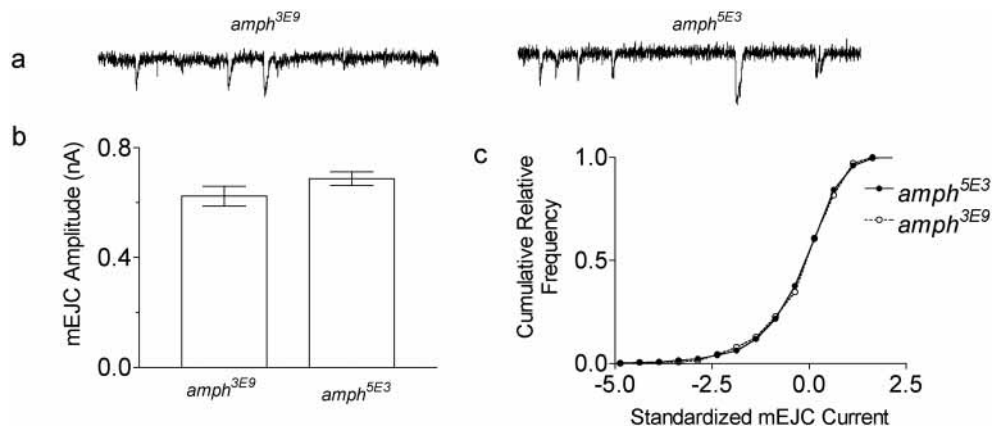 amph3E9
amph5E3
a
b
mEJC Amplitude (nA)
0.8
0.4
0.0
amph3E9
amph5E3
c
Cumulative Relative
Frequency
1.0
0.5
0.0
-5.0
-2.5
0.0
2.5
Standardized mEJC Current
amph5E3
amph3E9